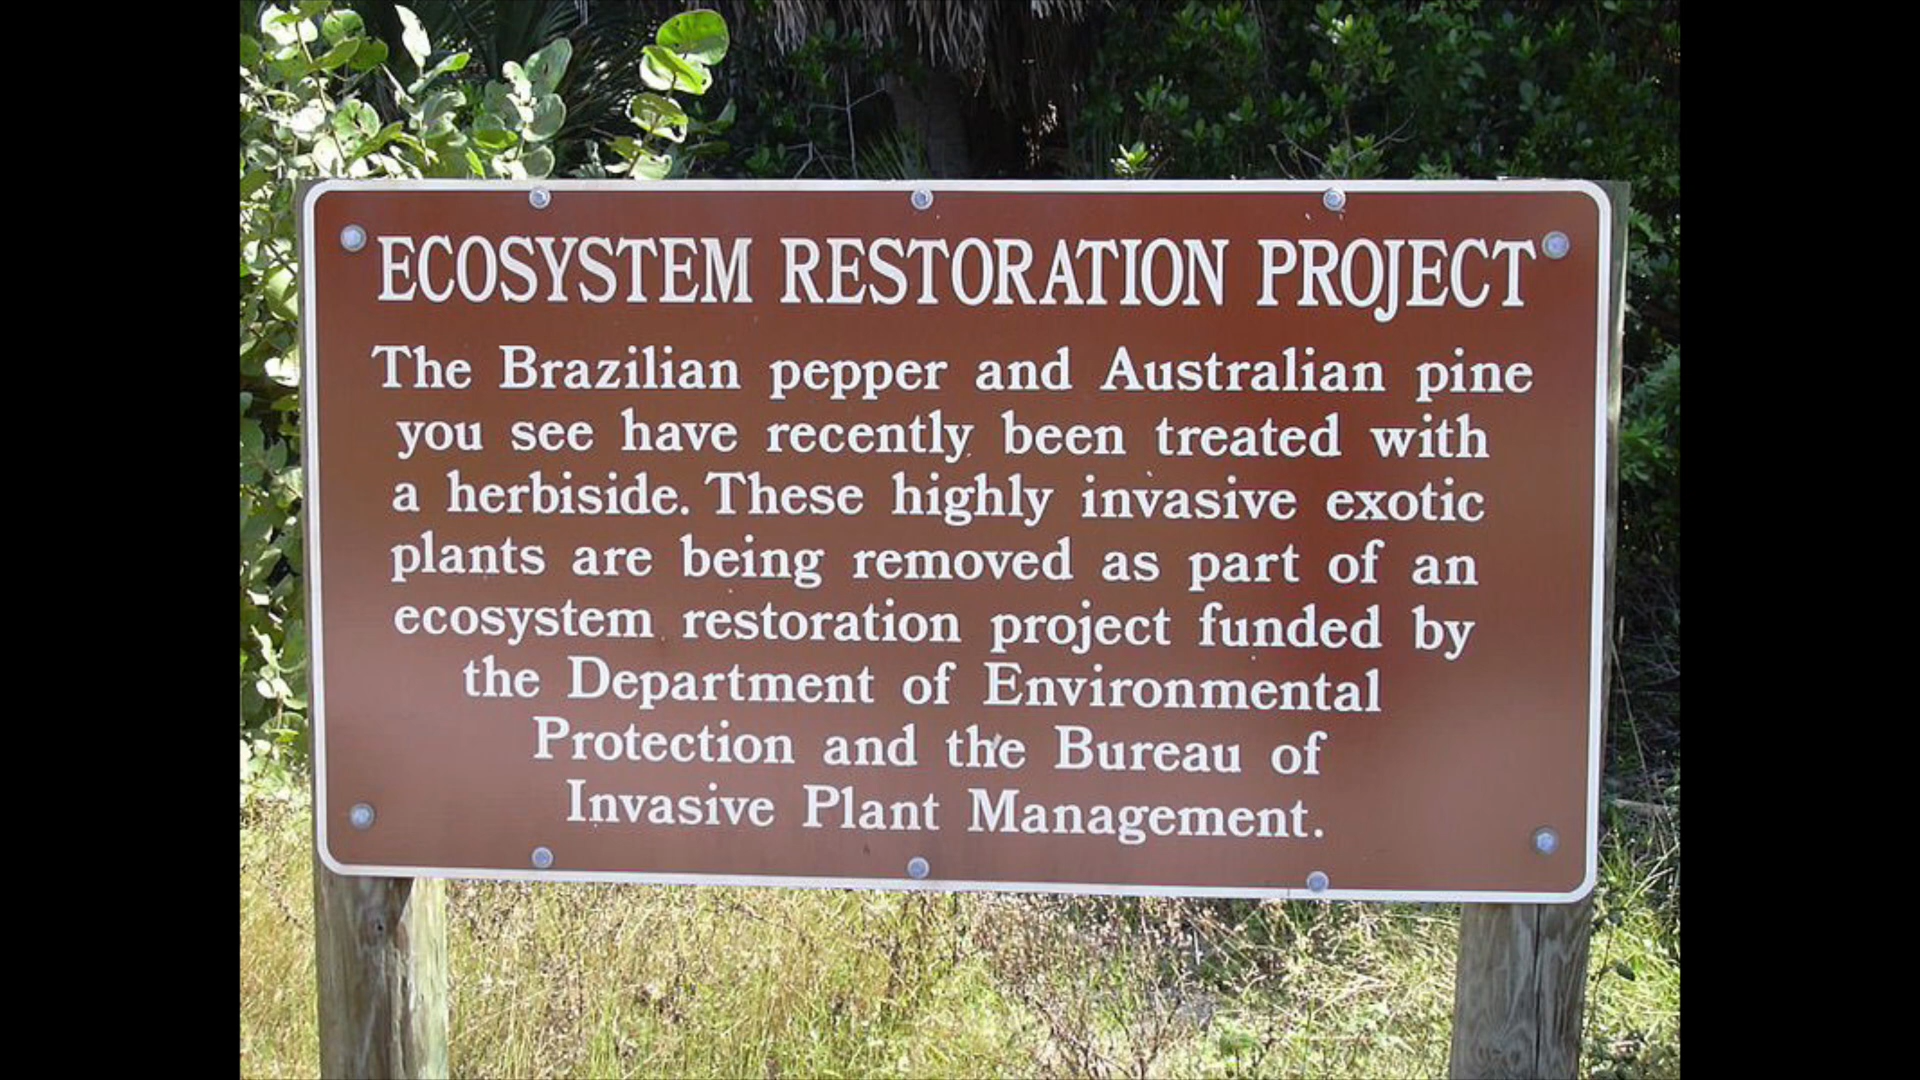 ECOSYSTEM RESTORATION PROJECT
The Brazilian pepper and Australian pine
you see have recently been treated with
a herbiside. These highly invasive exotic
plants are being removed as part of an
ecosystem restoration project funded by
the Department of Environmental
Protection and the Bureau of
Invasive Plant Management.